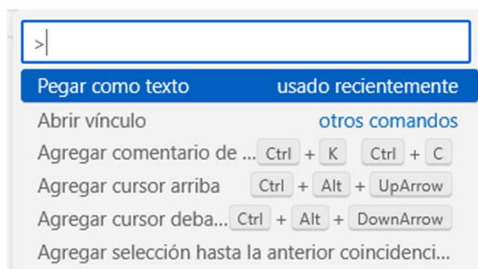 >
Pegar como texto usado recientemente
Abrir vínculo otros comandos
Agregar comentario de ... Ctrl + K Ctrl + C
Agregar cursor arriba Ctrl + Alt + UpArrow
Agregar cursor deba... Ctrl + Alt + DownArrow
Agregar selección hasta la anterior coincidenci...